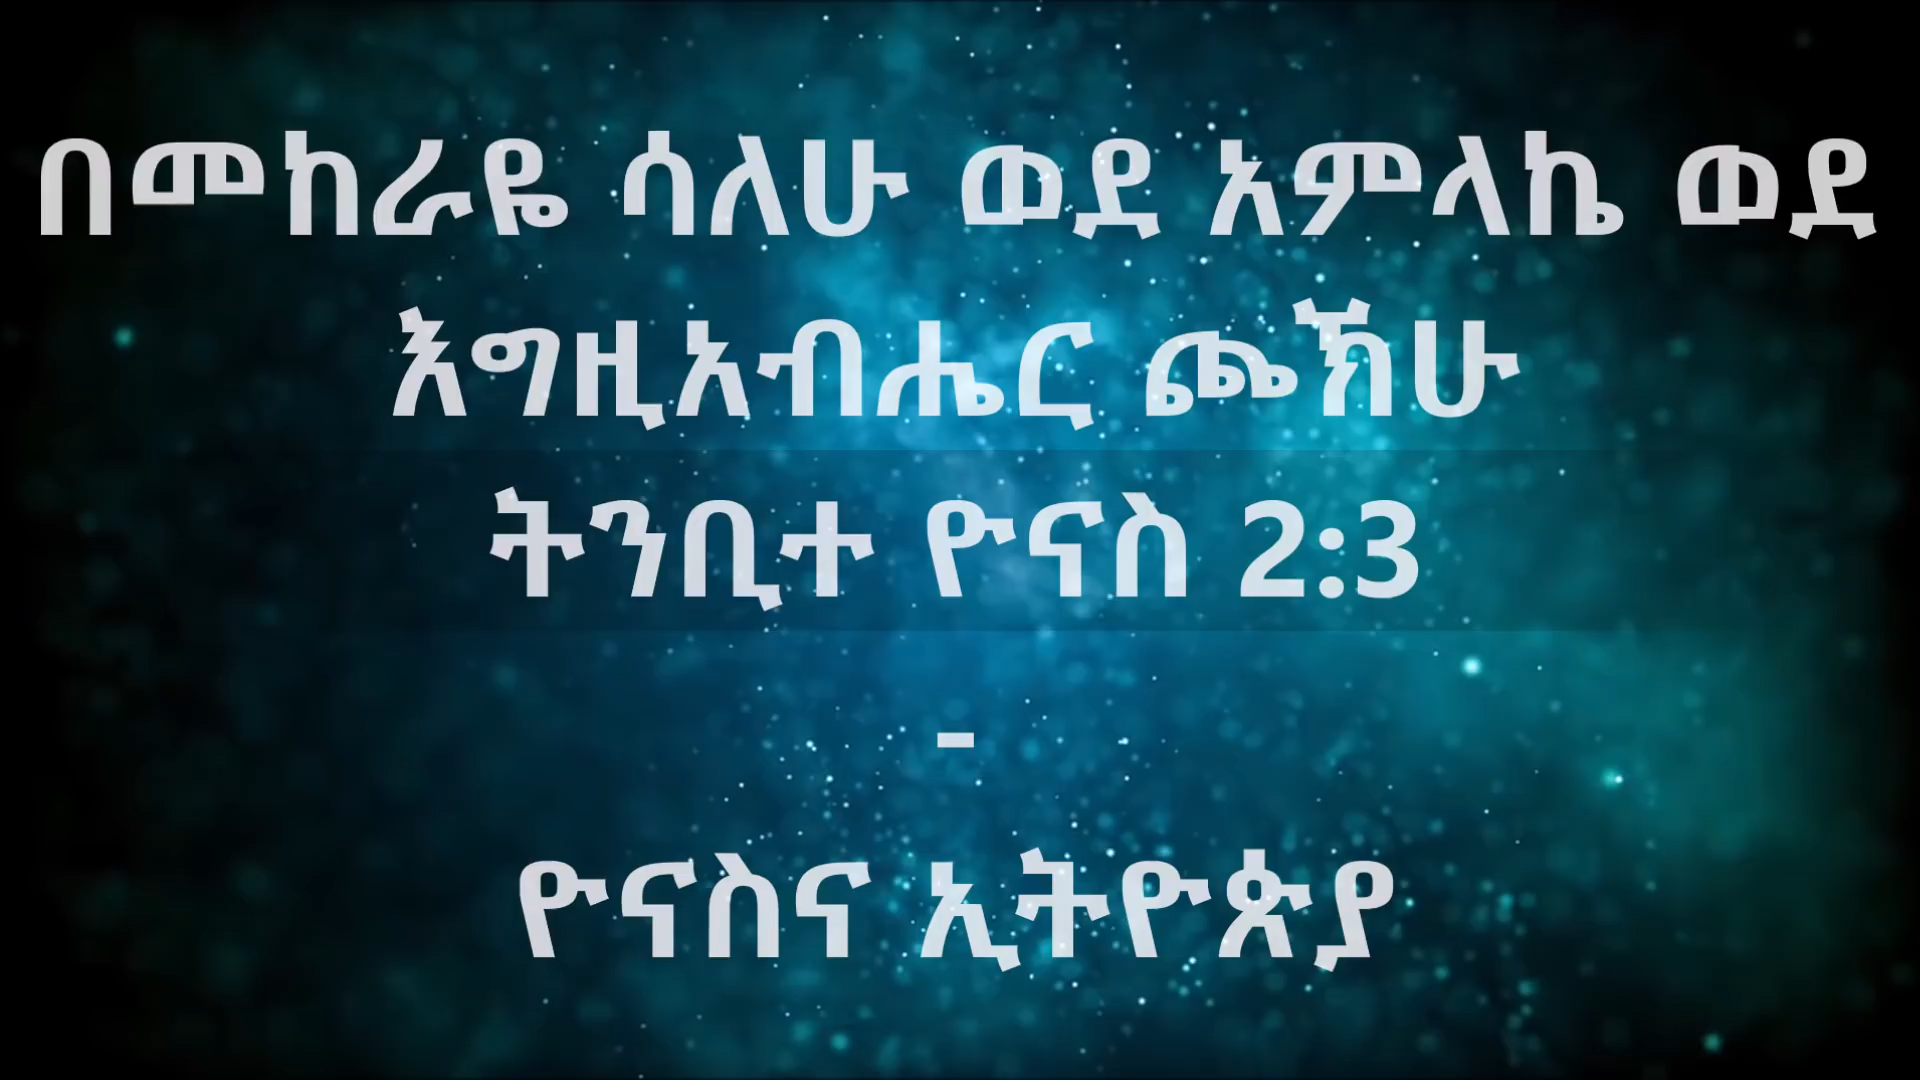 በመከራዬ ሳለሁ ወደ አምላኬ ወደ
እግዚአብሔር ጮኽሁ
ትንቢተ ዮናስ 2:3
-
ዮናስና ኢትዮጵያ